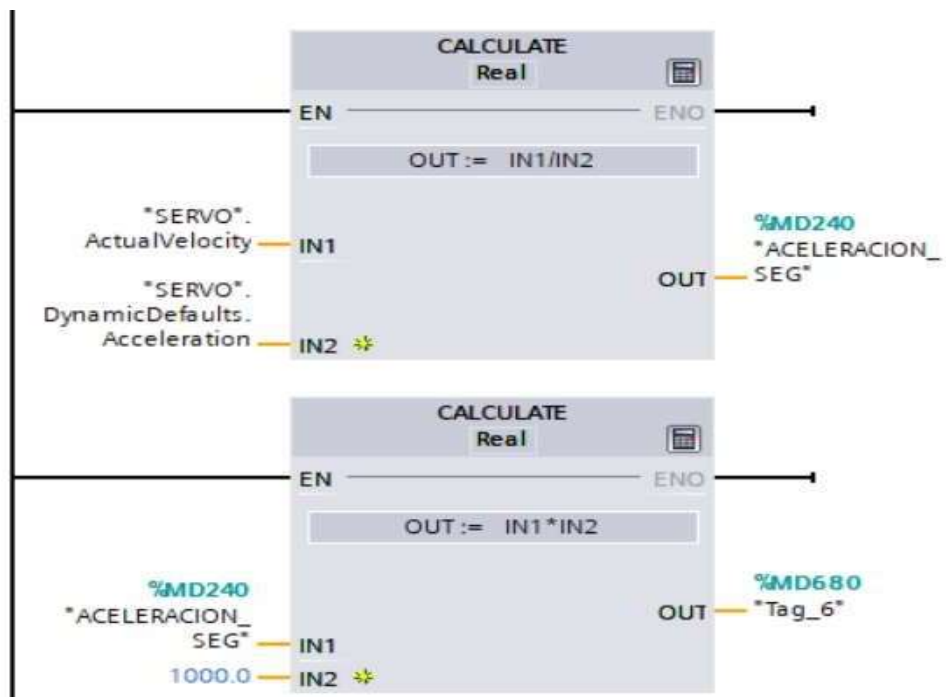 CALCULATE
Real
EN
ENO
OUT := IN1/IN2
"SERVO".
ActualVelocity
IN1
"SERVO".
DynamicDefaults.
Acceleration
IN2
%MD240
"ACELERACION_
SEG"
OUT
CALCULATE
Real
EN
ENO
OUT := IN1*IN2
%MD240
"ACELERACION_
SEG"
IN1
1000.0
IN2
%MD680
"Tag_6"
OUT